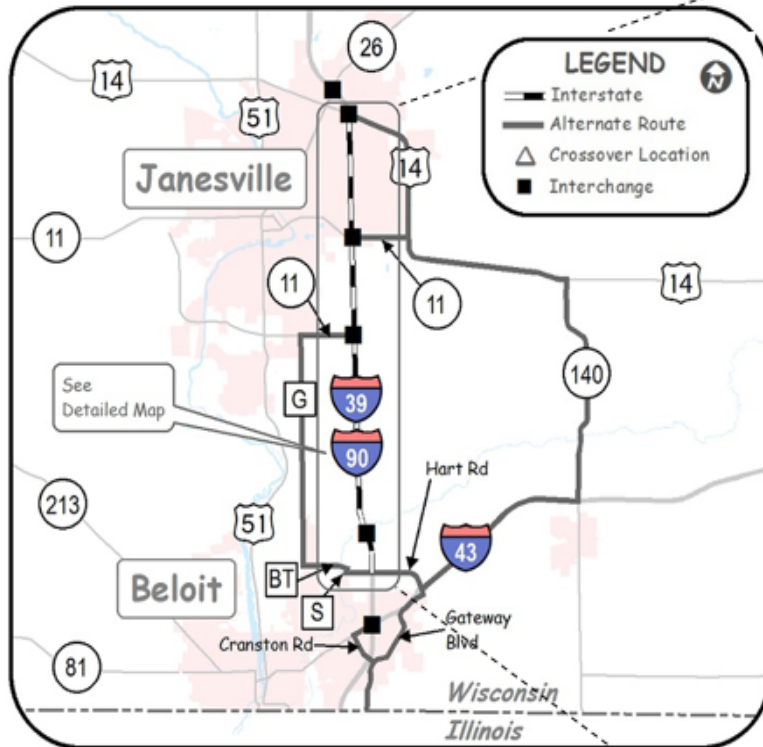 26
LEGEND
N
Interstate
Alternate Route
Crossover Location
Interchange
14
51
Janesville
14
11
11
11
14
140
See
Detailed Map
G
39
90
Hart Rd
213
51
43
Beloit
BT
S
Gateway
Blvd
Cranston Rd
81
Wisconsin
Illinois